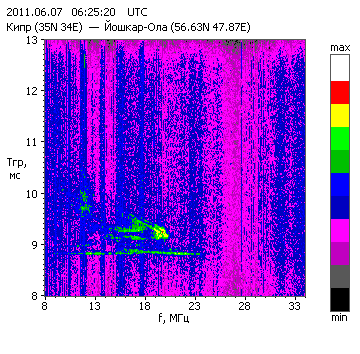 2011.06.07 06:25:20 UTC
Кипр (35N 34E) — Йошкар-Ола (56.63N 47.87E)
max
13
12
11
Тгр,
мс
10
9
8
8 13 18 23 28 33
f, МГц
min